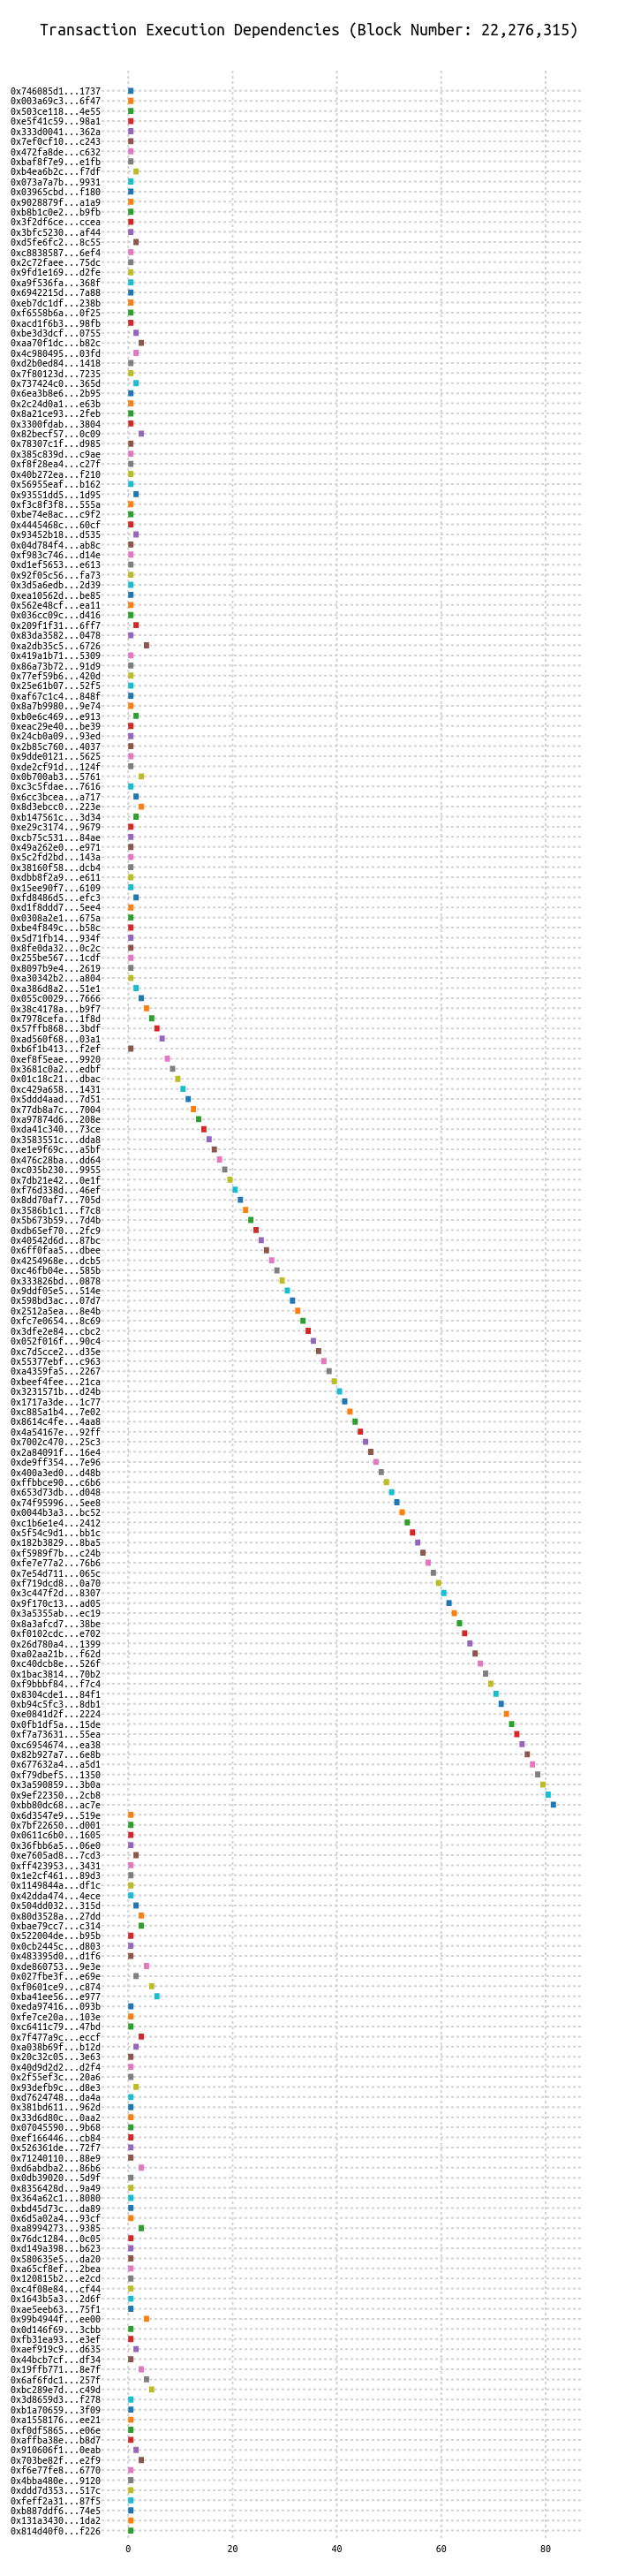 Transaction Execution Dependencies (Block Number: 22,276,315)
0x746085d1...1737
0x003a69c3...6f47
0x503ce118...4e55
0xe5f41c59...98a1
0x333d0041...362a
0x7ef0cf10...c243
0x472fa8de...c632
0xbaf8f7e9...e1fb
0xb4ea6b2c...f7df
0x073a7a7b...9931
0x03965cbd...f180
0x9028879f...a1a9
0xb8b1c0e2...b9fb
0x3f2df6ce...ccea
0x3bfc5230...af44
0xd5fe6fc2...8c55
0xc8838587...6ef4
0x2c72faee...75dc
0x9fd1e169...d2fe
0xa9f536fa...368f
0x6942215d...7a88
0xeb7dc1df...238b
0xf6558b6a...0f25
0xacd1f6b3...98fb
0xbe3d3dcf...0755
0xaa70f1dc...b82c
0x4c980495...03fd
0xd2b0ed84...1418
0x7f80123d...7235
0x737424c0...365d
0x6ea3b8e6...2b95
0x2c24d0a1...e63b
0x8a21ce93...2feb
0x3300fdab...3804
0x82becf57...0c09
0x78307c1f...d985
0x385c839d...c9ae
0xf8f28ea4...c27f
0x40b272ea...f210
0x56955eaf...b162
0x93551dd5...1d95
0xf3c8f3f8...555a
0xbe74e8ac...c9f2
0x4445468c...60cf
0x93452b18...d535
0x04d784f4...ab8c
0xf983c746...d14e
0xd1ef5653...e613
0x92f05c56...fa73
0x3d5a6edb...2d39
0xea10562d...be85
0x562e48cf...ea11
0x036cc09c...d416
0x209f1f31...6ff7
0x83da3582...0478
0xa2db35c5...6726
0x419a1b71...5309
0x86a73b72...91d9
0x77ef59b6...420d
0x25e61b07...52f5
0xaf67c1c4...848f
0x8a7b9980...9e74
0xb0e6c469...e913
0xeac29e40...be39
0x24cb0a09...93ed
0x2b85c760...4037
0x9dde0121...5625
0xde2cf91d...124f
0x0b700ab3...5761
0xc3c5fdae...7616
0x6cc3bcea...a717
0x8d3ebcc0...223e
0xb147561c...3d34
0xe29c3174...9679
0xcb75c531...84ae
0x49a262e0...e971
0x5c2fd2bd...143a
0x38160f58...dcb4
0xdbb8f2a9...e611
0x15ee90f7...6109
0xfd8486d5...efc3
0xd1f8ddd7...5ee4
0x0308a2e1...675a
0xbe4f849c...b58c
0x5d71fb14...934f
0x8fe0da32...0c2c
0x255be567...1cdf
0x8097b9e4...2619
0xa30342b2...a804
0xa386d8a2...51e1
0x055c0029...7666
0x38c4178a...b9f7
0x7978cefa...1f8d
0x57ffb868...3bdf
0xad560f68...03a1
0xb6f1b413...f2ef
0xef8f5eae...9920
0x3681c0a2...edbf
0x01c18c21...dbac
0xc429a658...1431
0x5ddd4aad...7d51
0x77db8a7c...7004
0xa97874d6...208e
0xda41c340...73ce
0x3583551c...dda8
0xe1e9f69c...a5bf
0x476c28ba...dd64
0xc035b230...9955
0x7db21e42...0e1f
0xf76d338d...46ef
0x8dd70af7...705d
0x3586b1c1...f7c8
0x5b673b59...7d4b
0xdb65ef70...2fc9
0x40542d6d...87bc
0x6ff0faa5...dbee
0x4254968e...dcb5
0xc46fb04e...585b
0x333826bd...0878
0x9ddf05e5...514e
0x598bd3ac...07d7
0x2512a5ea...8e4b
0xfc7e0654...8c69
0x3dfe2e84...cbc2
0x052f016f...90c4
0xc7d5cce2...d35e
0x55377ebf...c963
0xa4359fa5...2267
0xbeef4fee...21ca
0x3231571b...d24b
0x1717a3de...1c77
0xc885a1b4...7e02
0x8614c4fe...4aa8
0x4a54167e...92ff
0x7002c470...25c3
0x2a84091f...16e4
0xde9ff354...7e96
0x400a3ed0...d48b
0xffbbce90...c6b6
0x653d73db...d048
0x74f95996...5ee8
0x0044b3a3...bc52
0xc1b6e1e4...2412
0x5f54c9d1...bb1c
0x182b3829...8ba5
0xf5989f7b...c24b
0xfe7e77a2...76b6
0x7e54d711...065c
0xf719dcd8...0a70
0x3c447f2d...8307
0x9f170c13...ad05
0x3a5355ab...ec19
0x8a3afcd7...38be
0xf0102cdc...e702
0x26d780a4...1399
0xa02aa21b...f62d
0xc40dcb8e...526f
0x1bac3814...70b2
0xf9bbbf84...f7c4
0x8304cde1...84f1
0xb94c5fc3...8db1
0xe0841d2f...2224
0x0fb1df5a...15de
0xf7a73631...55ea
0xc6954674...ea38
0x82b927a7...6e8b
0x677632a4...a5d1
0xf79dbef5...1350
0x3a590859...3b0a
0x9ef22350...2cb8
0xbb80dc68...ac7e
0x6d3547e9...519e
0x7bf22650...d001
0x0611c6b0...1605
0x36fbb6a5...06e0
0xe7605ad8...7cd3
0xff423953...3431
0x1e2cf461...89d3
0x1149844a...df1c
0x42dda474...4ece
0x504dd032...315d
0x80d3528a...27dd
0xbae79cc7...c314
0x522004de...b95b
0x0cb2445c...d803
0x483395d0...d1f6
0xde860753...9e3e
0x027fbe3f...e69e
0xf0601ce9...c874
0xba41ee56...e977
0xeda97416...093b
0xfe7ce20a...103e
0xc6411c79...47bd
0x7f477a9c...eccf
0xa038b69f...b12d
0x20c32c05...3e63
0x40d9d2d2...d2f4
0x2f55ef3c...20a6
0x93defb9c...d8e3
0xd7624748...da4a
0x381bd611...962d
0x33d6d80c...0aa2
0x07045590...9b68
0xef166446...cb84
0x526361de...72f7
0x71240110...88e9
0xd6abdba2...86b6
0x0db39020...5d9f
0x8356428d...9a49
0x364a62c1...8080
0xbd45d73c...da89
0x6d5a02a4...93cf
0xa8994273...9385
0x76dc1284...0c05
0xd149a398...b623
0x580635e5...da20
0xa65cf8ef...2bea
0x120815b2...e2cd
0xc4f08e84...cf44
0x1643b5a3...2d6f
0xae5eeb63...75f1
0x99b4944f...ee00
0x0d146f69...3cbb
0xfb31ea93...e3ef
0xaef919c9...d635
0x44bcb7cf...df34
0x19ffb771...8e7f
0x6af6fdc1...257f
0xbc289e7d...c49d
0x3d8659d3...f278
0xb1a70659...3f09
0xa1558176...ee21
0xf0df5865...e06e
0xaffba38e...b8d7
0x910606f1...0eab
0x703be82f...e2f9
0xf6e77fe8...6770
0x4bba480e...9120
0xddd7d353...517c
0xfeff2a31...87f5
0xb887ddf6...74e5
0x131a3430...1da2
0x814d40f0...f226
0 20 40 60 80